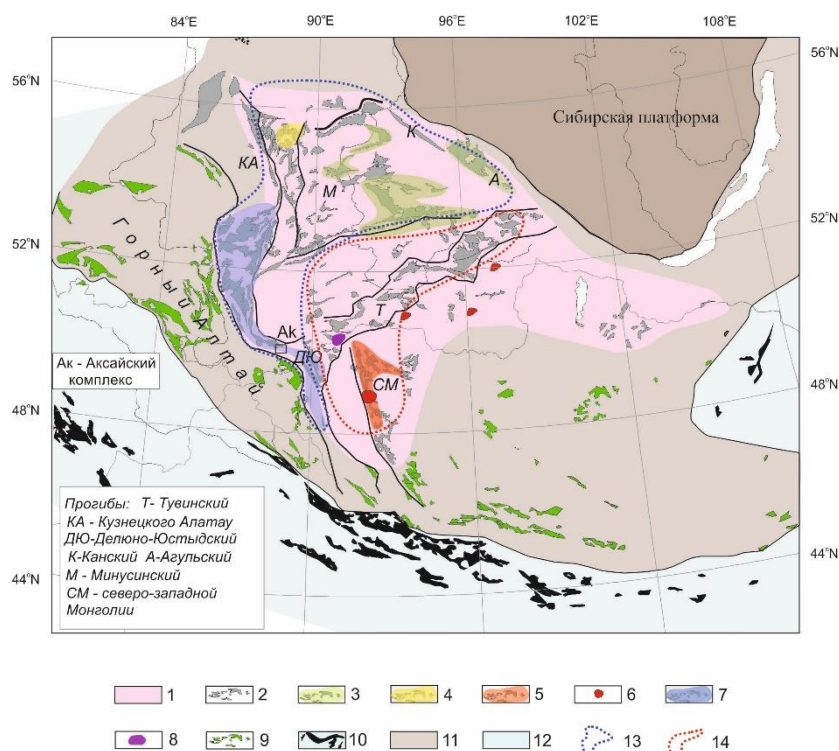 84°E 90°E 96°E 102°E 108°E
56°N 56°N
Сибирская платформа
К
КА
А
М
52°N 52°N
Горный Алтай
Т
Ak
ДЮ
Ак - Аксайский
комплекс
СМ
48°N 48°N
Прогибы: Т- Тувинский
КА - Кузнецкого Алатау
ДЮ-Делюно-Юстыдский
К-Канский А-Агульский
М - Минусинский
СМ - северо-западной
Монголии
44°N 44°N
1 2 3 4 5 6 7
8 9 10 11 12 13 14